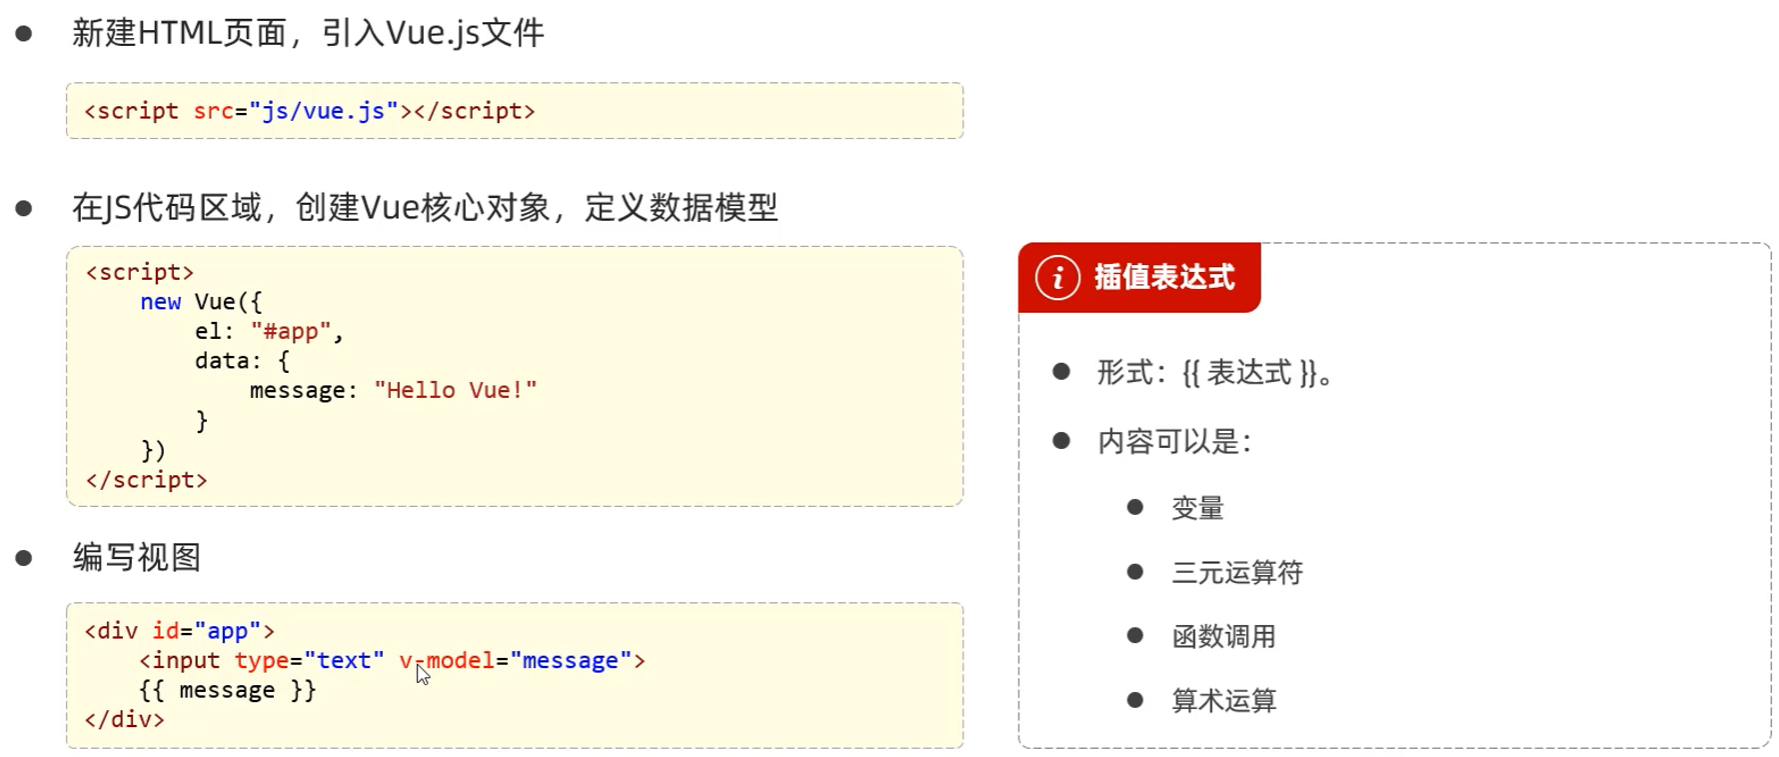 新建HTML页面，引入Vue.js文件
<script src="js/vue.js"></script>
在JS代码区域，创建Vue核心对象，定义数据模型
<script>
    new Vue({
        el: "#app",
        data: {
            message: "Hello Vue!"
        }
    })
</script>
编写视图
<div id="app">
    <input type="text" v-model="message">
    {{ message }}
</div>
插值表达式
形式：{{ 表达式 }}。
内容可以是：
变量
三元运算符
函数调用
算术运算